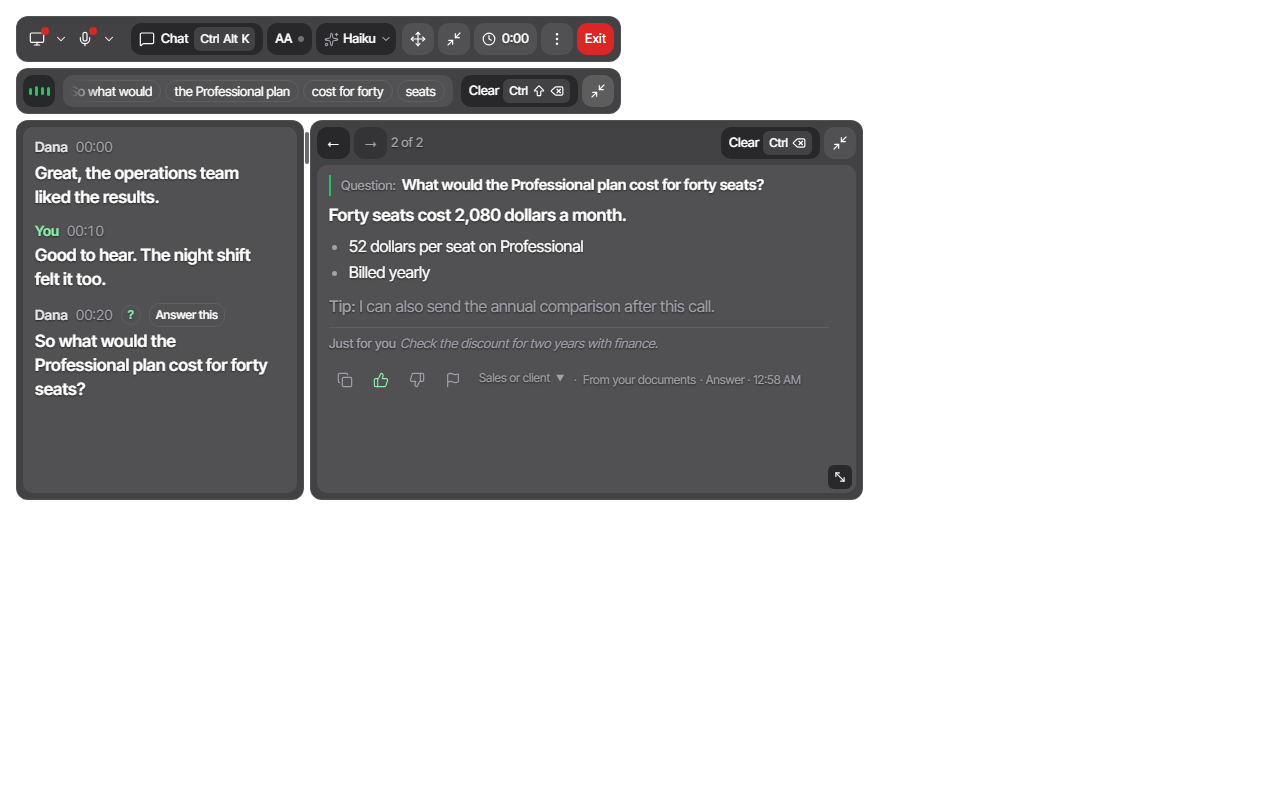 Chat Ctrl Alt K AA Haiku 0:00 Exit
So what would the Professional plan cost for forty seats Clear Ctrl
Dana 00:00
Great, the operations team
liked the results.
You 00:10
Good to hear. The night shift
felt it too.
Dana 00:20 ? Answer this
So what would the
Professional plan cost for forty
seats?
← → 2 of 2 Clear Ctrl
Question: What would the Professional plan cost for forty seats?
Forty seats cost 2,080 dollars a month.
• 52 dollars per seat on Professional
• Billed yearly
Tip: I can also send the annual comparison after this call.
Just for you Check the discount for two years with finance.
Sales or client ▼ · From your documents · Answer · 12:58 AM